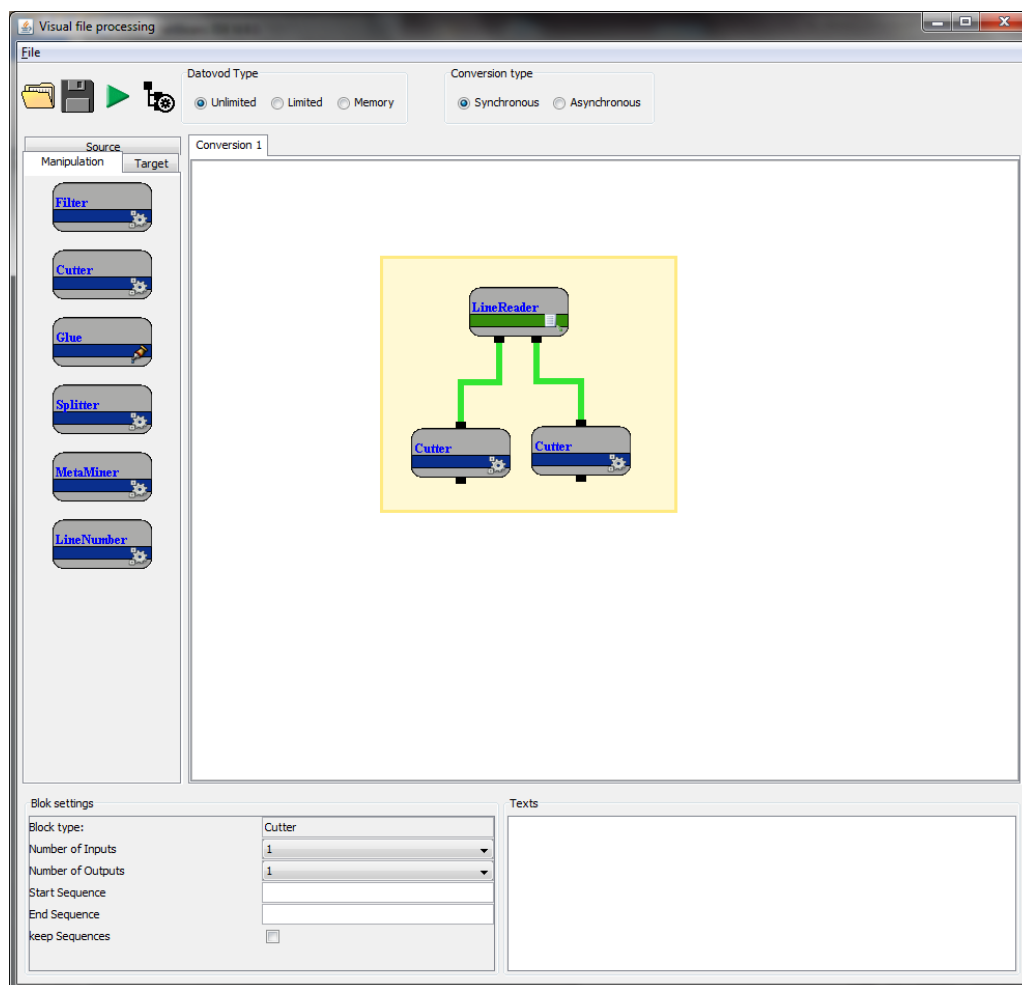 Visual file processing
File
Datovod Type
Conversion type
Unlimited Limited Memory
Synchronous Asynchronous
Source
Manipulation Target
Conversion 1
Filter
Cutter
Glue
Splitter
MetaMiner
LineNumber
LineReader
Cutter Cutter
Blok settings
Block type: Cutter
Number of Inputs 1
Number of Outputs 1
Start Sequence
End Sequence
keep Sequences
Texts